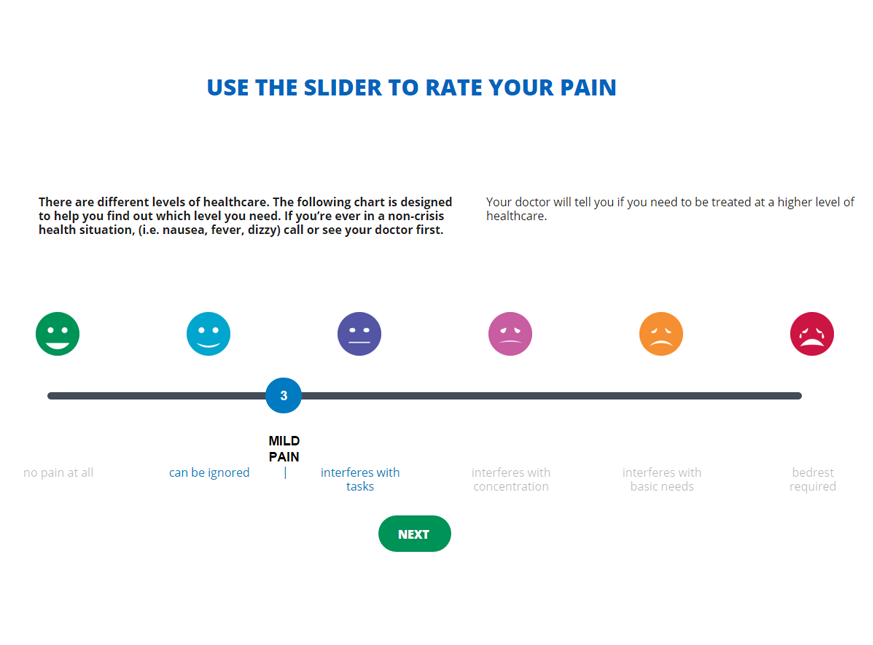 USE THE SLIDER TO RATE YOUR PAIN
There are different levels of healthcare. The following chart is designed
to help you find out which level you need. If you’re ever in a non-crisis
health situation, (i.e. nausea, fever, dizzy) call or see your doctor first.
Your doctor will tell you if you need to be treated at a higher level of
healthcare.
3
MILD
PAIN
no pain at all
can be ignored
interferes with
tasks
interferes with
concentration
interferes with
basic needs
bedrest
required
NEXT